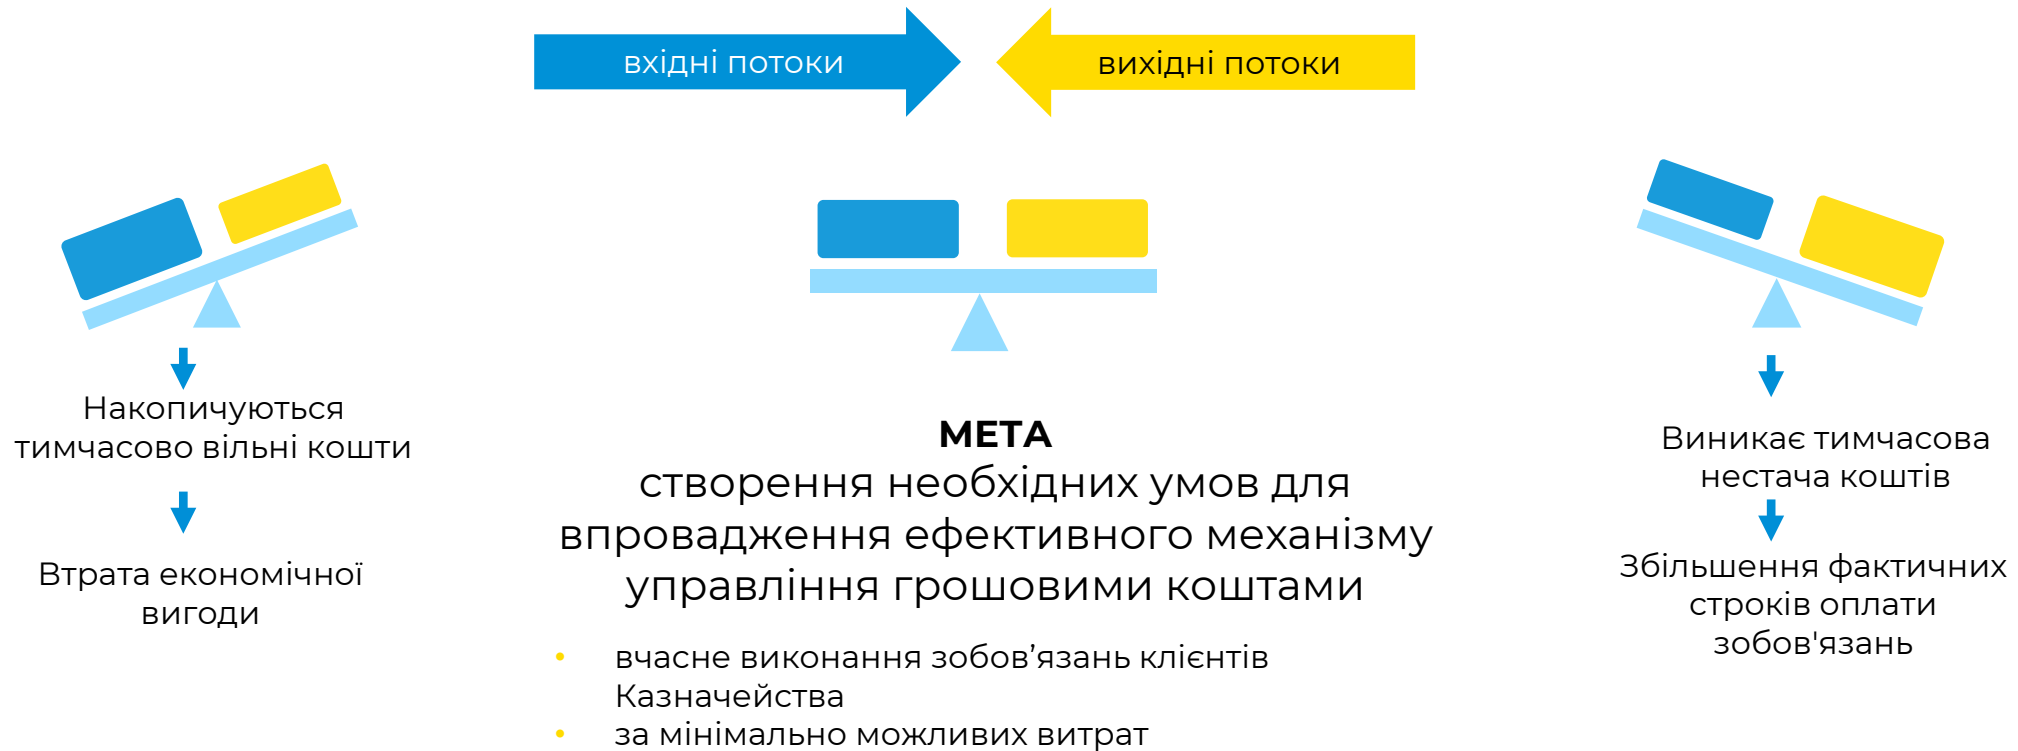 вхідні потоки
вихідні потоки
Накопичуються
тимчасово вільні кошти
Втрата економічної
вигоди
МЕТА
створення необхідних умов для
впровадження ефективного механізму
управління грошовими коштами
• вчасне виконання зобов’язань клієнтів
Казначейства
• за мінімально можливих витрат
Виникає тимчасова
нестача коштів
Збільшення фактичних
строків оплати
зобов'язань